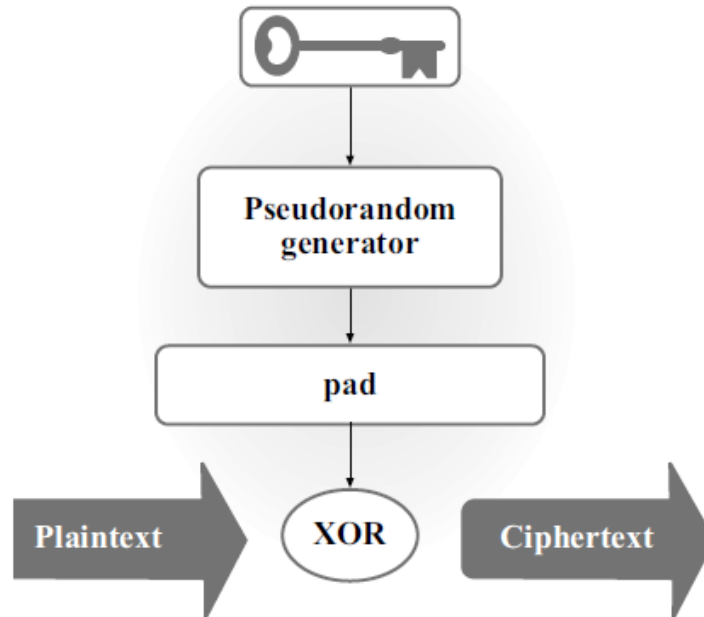 Pseudorandom
generator
pad
Plaintext
XOR
Ciphertext